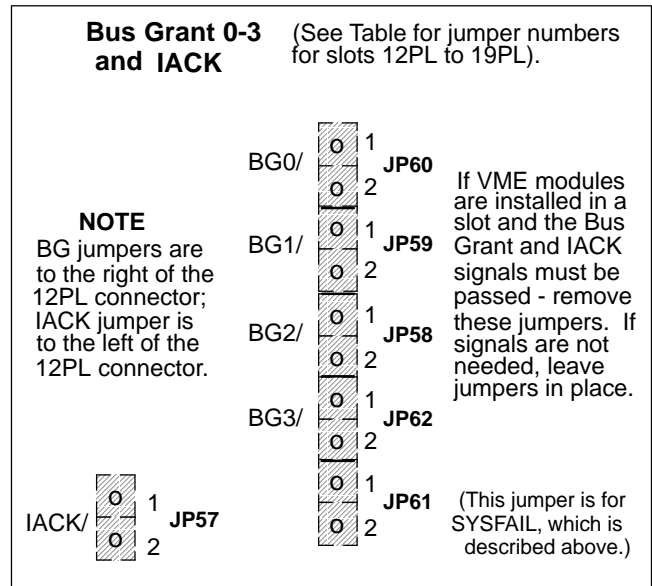 Bus Grant 0-3
and IACK
(See Table for jumper numbers
for slots 12PL to 19PL).
BG0/
o 1
JP60
o 2
BG1/
o 1
JP59
o 2
BG2/
o 1
JP58
o 2
BG3/
o 1
JP62
o 2
o 1
JP61
o 2
NOTE
BG jumpers are
to the right of the
12PL connector;
IACK jumper is
to the left of the
12PL connector.
If VME modules
are installed in a
slot and the Bus
Grant and IACK
signals must be
passed - remove
these jumpers. If
signals are not
needed, leave
jumpers in place.
IACK/
o 1
JP57
o 2
(This jumper is for
SYSFAIL, which is
described above.)